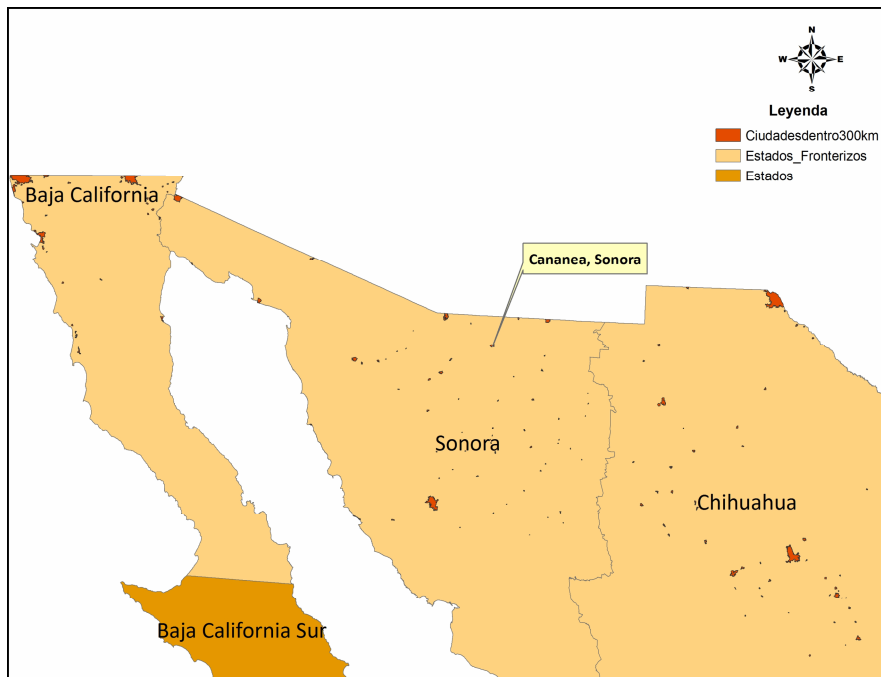 N
W E
S
Leyenda
Ciudadesdentro300km
Estados_Fronterizos
Estados
Baja California
Cananea, Sonora
Sonora
Chihuahua
Baja California Sur